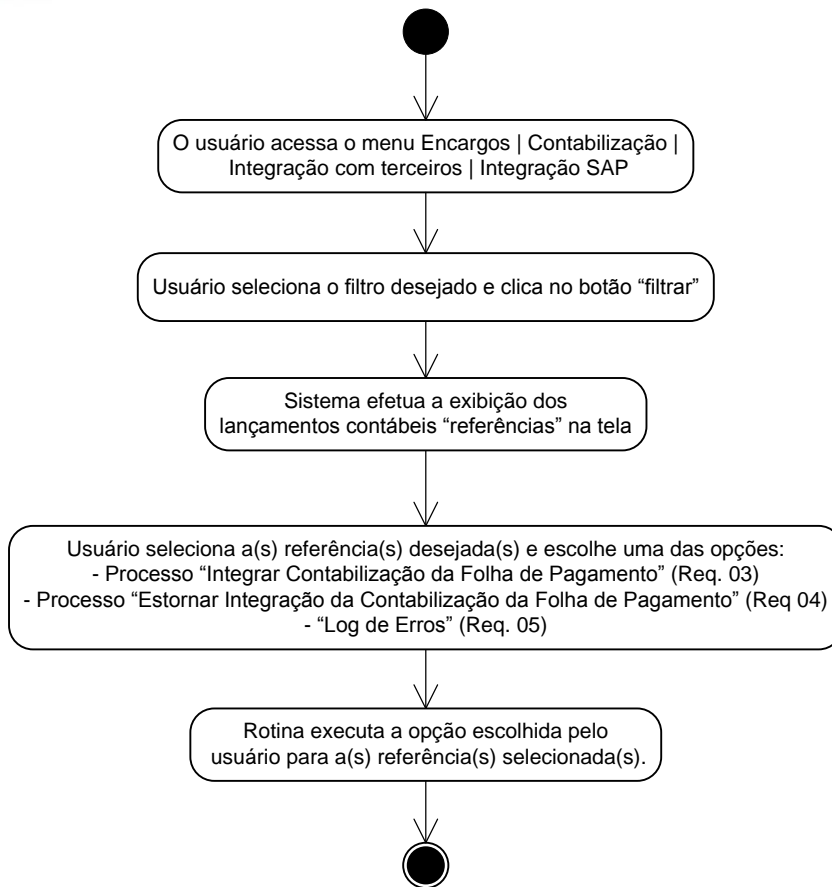 O usuário acessa o menu Encargos | Contabilização |
Integração com terceiros | Integração SAP
Usuário seleciona o filtro desejado e clica no botão “filtrar”
Sistema efetua a exibição dos
lançamentos contábeis “referências” na tela
Usuário seleciona a(s) referência(s) desejada(s) e escolhe uma das opções:
- Processo “Integrar Contabilização da Folha de Pagamento” (Req. 03)
- Processo “Estornar Integração da Contabilização da Folha de Pagamento” (Req 04)
- “Log de Erros” (Req. 05)
Rotina executa a opção escolhida pelo
usuário para a(s) referência(s) selecionada(s).